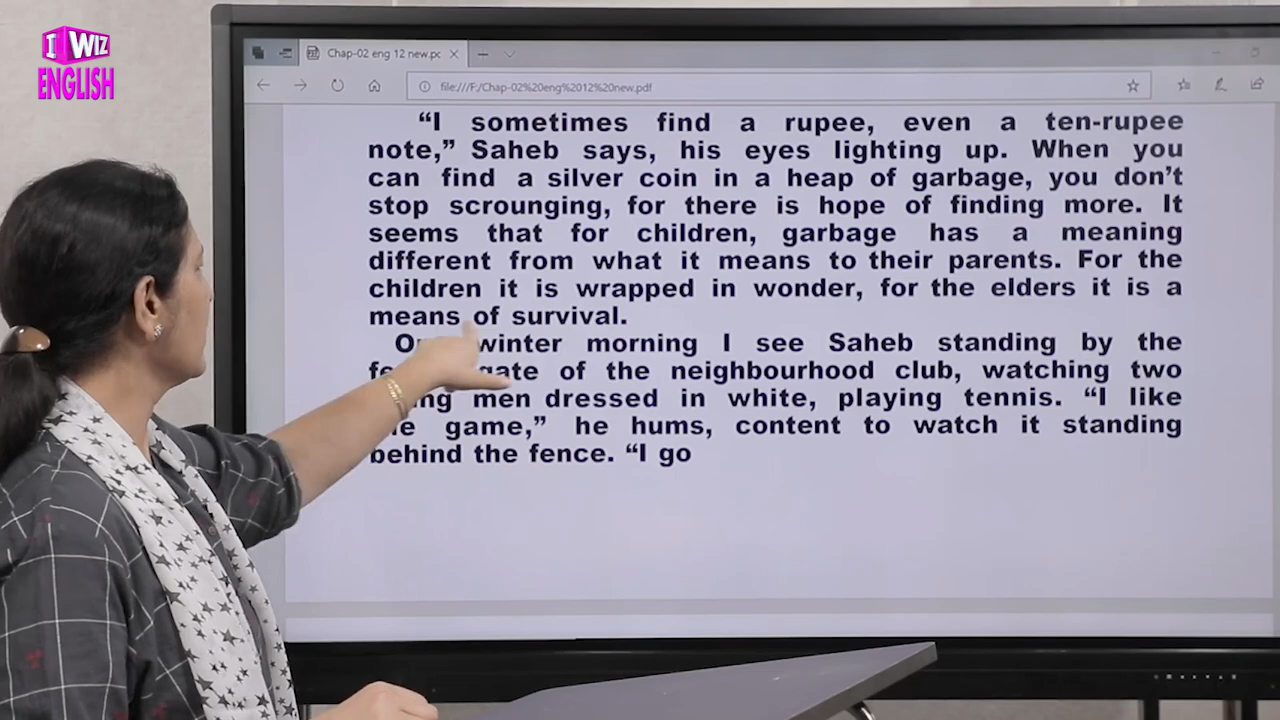 I WIZ
ENGLISH
Chap-02 eng 12 new.pc
file:///F:/Chap-02%20eng%2012%20new.pdf
“I sometimes find a rupee, even a ten-rupee
note,” Saheb says, his eyes lighting up. When you
can find a silver coin in a heap of garbage, you don’t
stop scrounging, for there is hope of finding more. It
seems that for children, garbage has a meaning
different from what it means to their parents. For the
children it is wrapped in wonder, for the elders it is a
means of survival.
winter morning I see Saheb standing by the
gate of the neighbourhood club, watching two
men dressed in white, playing tennis. “I like
game,” he hums, content to watch it standing
behind the fence. “I go